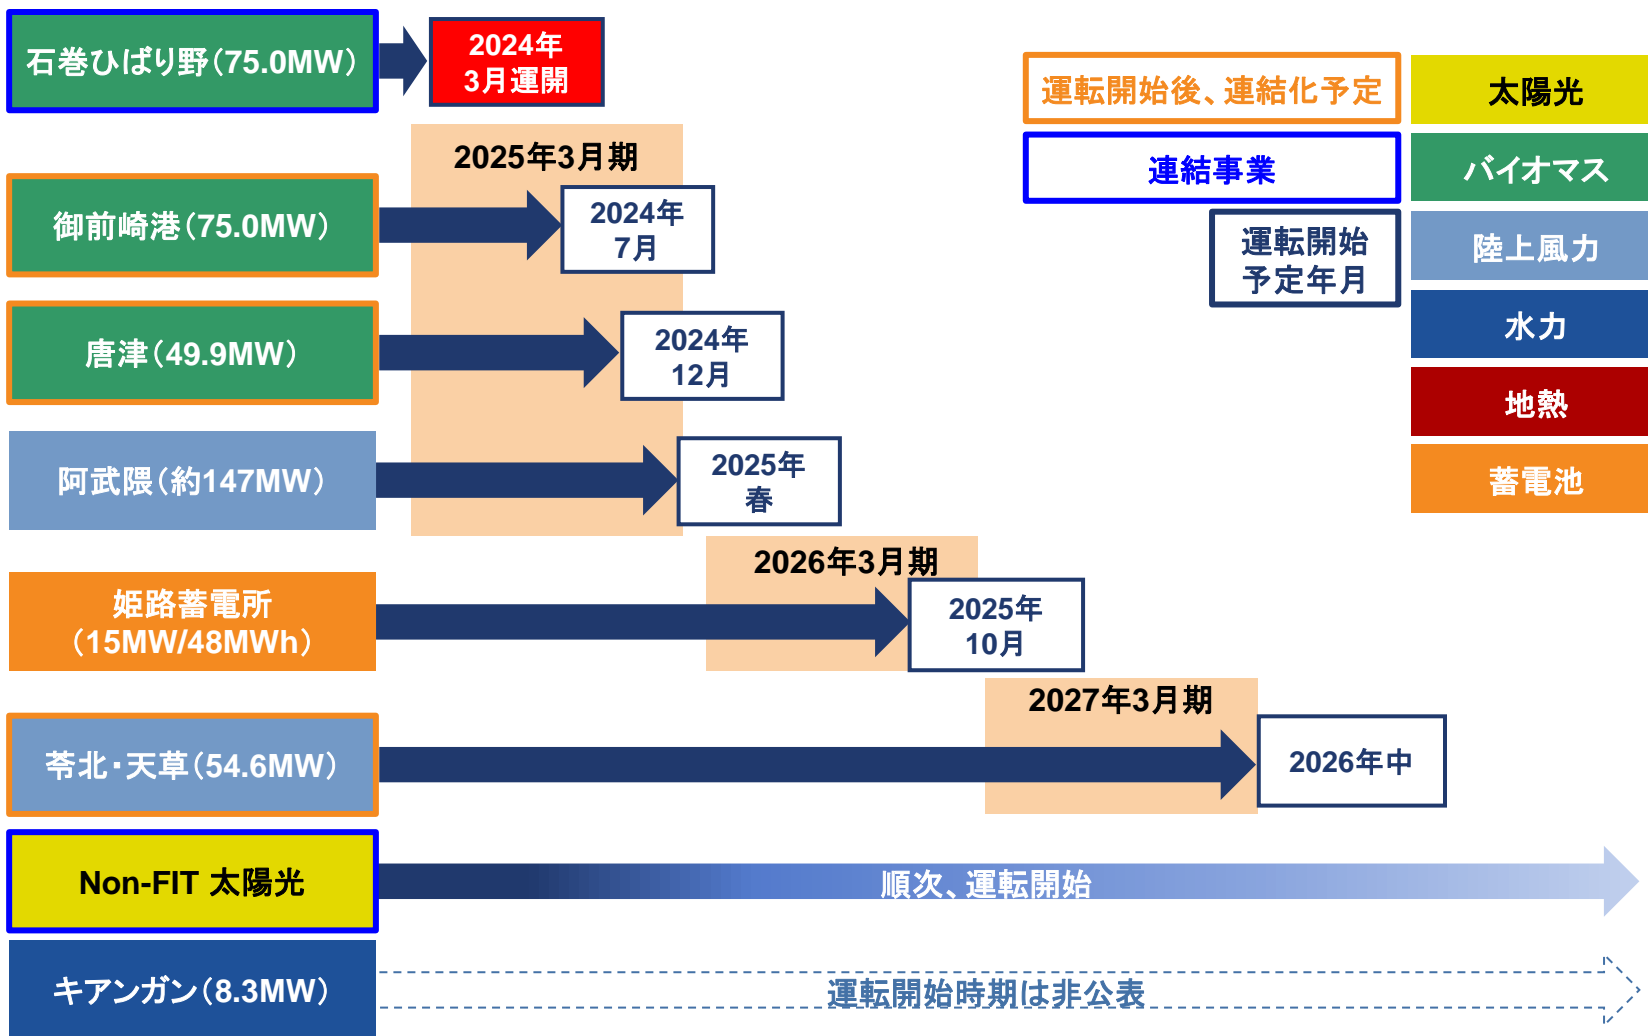 石巻ひばり野(75.0MW)
2024年
3月運開
運転開始後、連結化予定
太陽光
連結事業
バイオマス
運転開始
予定年月
陸上風力
水力
地熱
蓄電池
2025年3月期
御前崎港(75.0MW)
2024年
7月
唐津(49.9MW)
2024年
12月
阿武隈(約147MW)
2025年
春
2026年3月期
姫路蓄電所
(15MW/48MWh)
2025年
10月
2027年3月期
苓北・天草(54.6MW)
2026年中
Non-FIT 太陽光
順次、運転開始
キアンガン(8.3MW)
運転開始時期は非公表